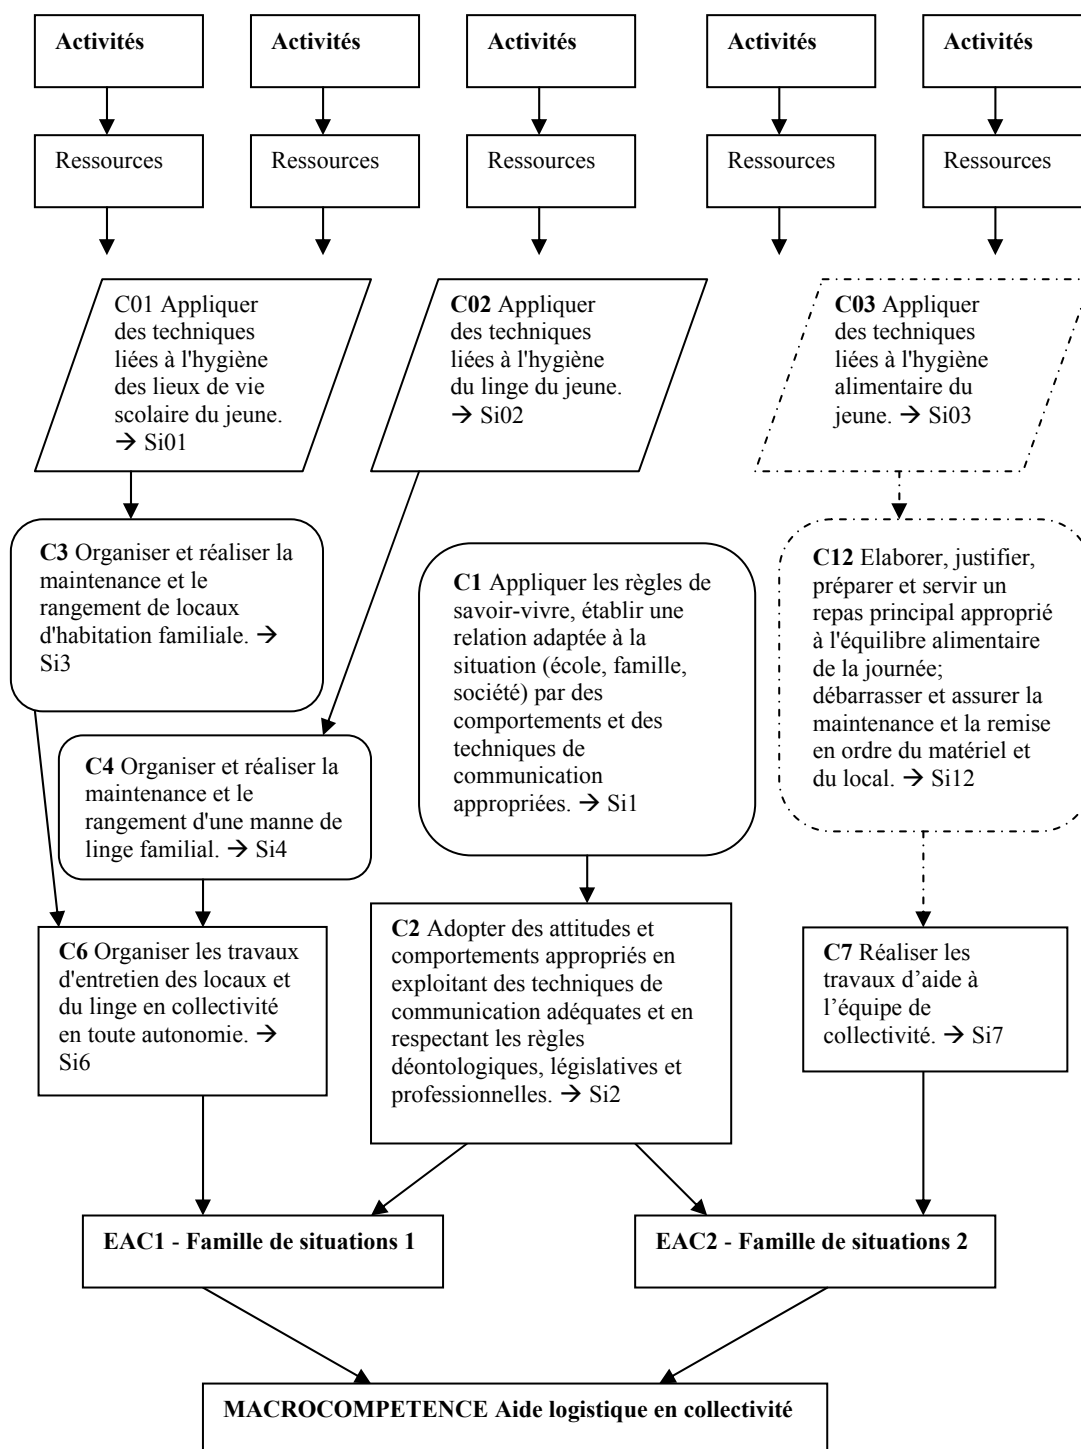 Activités
Activités
Activités
Activités
Activités
Ressources
Ressources
Ressources
Ressources
Ressources
C01 Appliquer
des techniques
liées à l'hygiène
des lieux de vie
scolaire du jeune.
→ Si01
C02 Appliquer
des techniques
liées à l'hygiène
du linge du jeune.
→ Si02
C03 Appliquer
des techniques
liées à l'hygiène
alimentaire du
jeune. → Si03
C3 Organiser et réaliser la
maintenance et le
rangement de locaux
d'habitation familiale. →
Si3
C1 Appliquer les règles de
savoir-vivre, établir une
relation adaptée à la
situation (école, famille,
société) par des
comportements et des
techniques de
communication
appropriées. → Si1
C12 Elaborer, justifier,
préparer et servir un
repas principal approprié
à l'équilibre alimentaire
de la journée;
débarrasser et assurer la
maintenance et la remise
en ordre du matériel et
du local. → Si12
C4 Organiser et réaliser la
maintenance et le
rangement d'une manne de
linge familial. → Si4
C6 Organiser les travaux
d'entretien des locaux et
du linge en collectivité
en toute autonomie. →
Si6
C2 Adopter des attitudes et
comportements appropriés en
exploitant des techniques de
communication adéquates et en
respectant les règles
déontologiques, législatives et
professionnelles. → Si2
C7 Réaliser les
travaux d’aide à
l’équipe de
collectivité. → Si7
EAC1 - Famille de situations 1
EAC2 - Famille de situations 2
MACROCOMPETENCE Aide logistique en collectivité